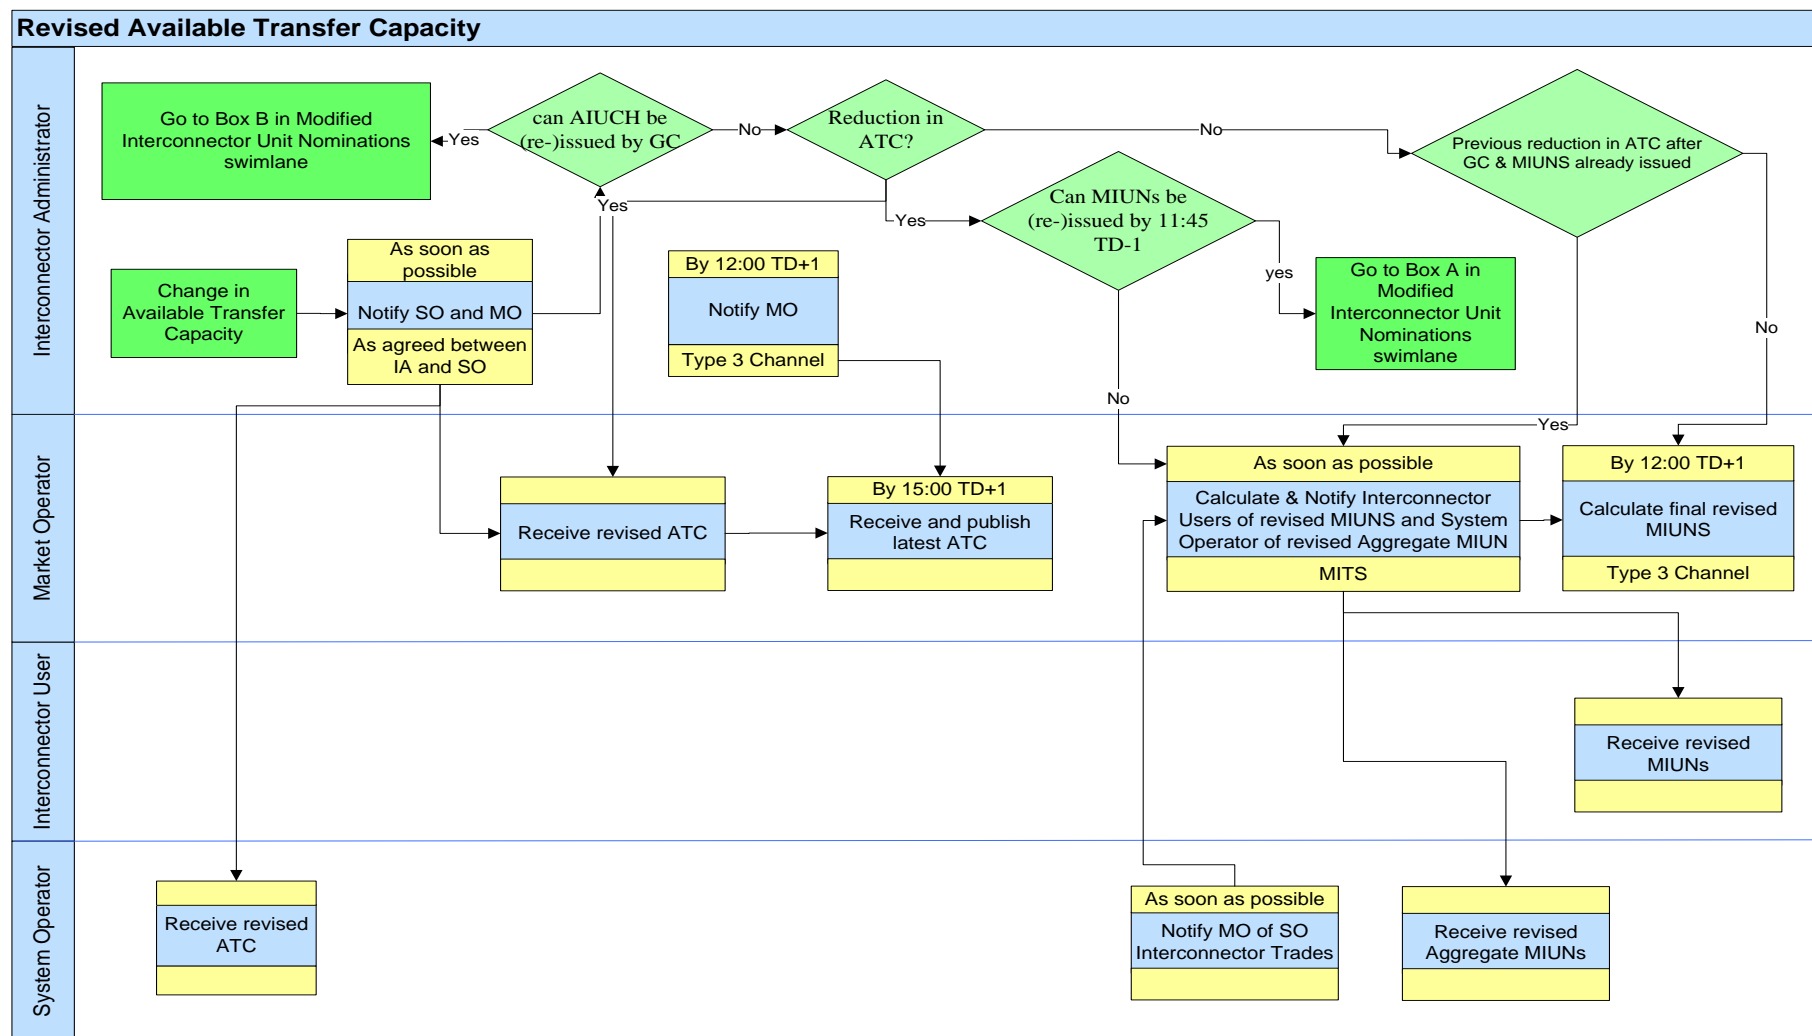 Revised Available Transfer Capacity
Interconnector Administrator
Go to Box B in Modified
Interconnector Unit Nominations
swimlane
Yes
can AIUCH be
(re-)issued by GC
No
Reduction in
ATC?
No
Previous reduction in ATC after
GC & MIUNS already issued
Yes
Yes
Can MIUNs be
(re-)issued by 11:45
TD-1
yes
No
Change in
Available Transfer
Capacity
As soon as
possible
Notify SO and MO
As agreed between
IA and SO
By 12:00 TD+1
Notify MO
Type 3 Channel
Go to Box A in
Modified
Interconnector Unit
Nominations
swimlane
No
Yes
Market Operator
Receive revised ATC
By 15:00 TD+1
Receive and publish
latest ATC
As soon as possible
Calculate & Notify Interconnector
Users of revised MIUNS and System
Operator of revised Aggregate MIUN
MITS
By 12:00 TD+1
Calculate final revised
MIUNS
Type 3 Channel
Interconnector User
Receive revised
MIUNs
System Operator
Receive revised
ATC
As soon as possible
Notify MO of SO
Interconnector Trades
Receive revised
Aggregate MIUNs